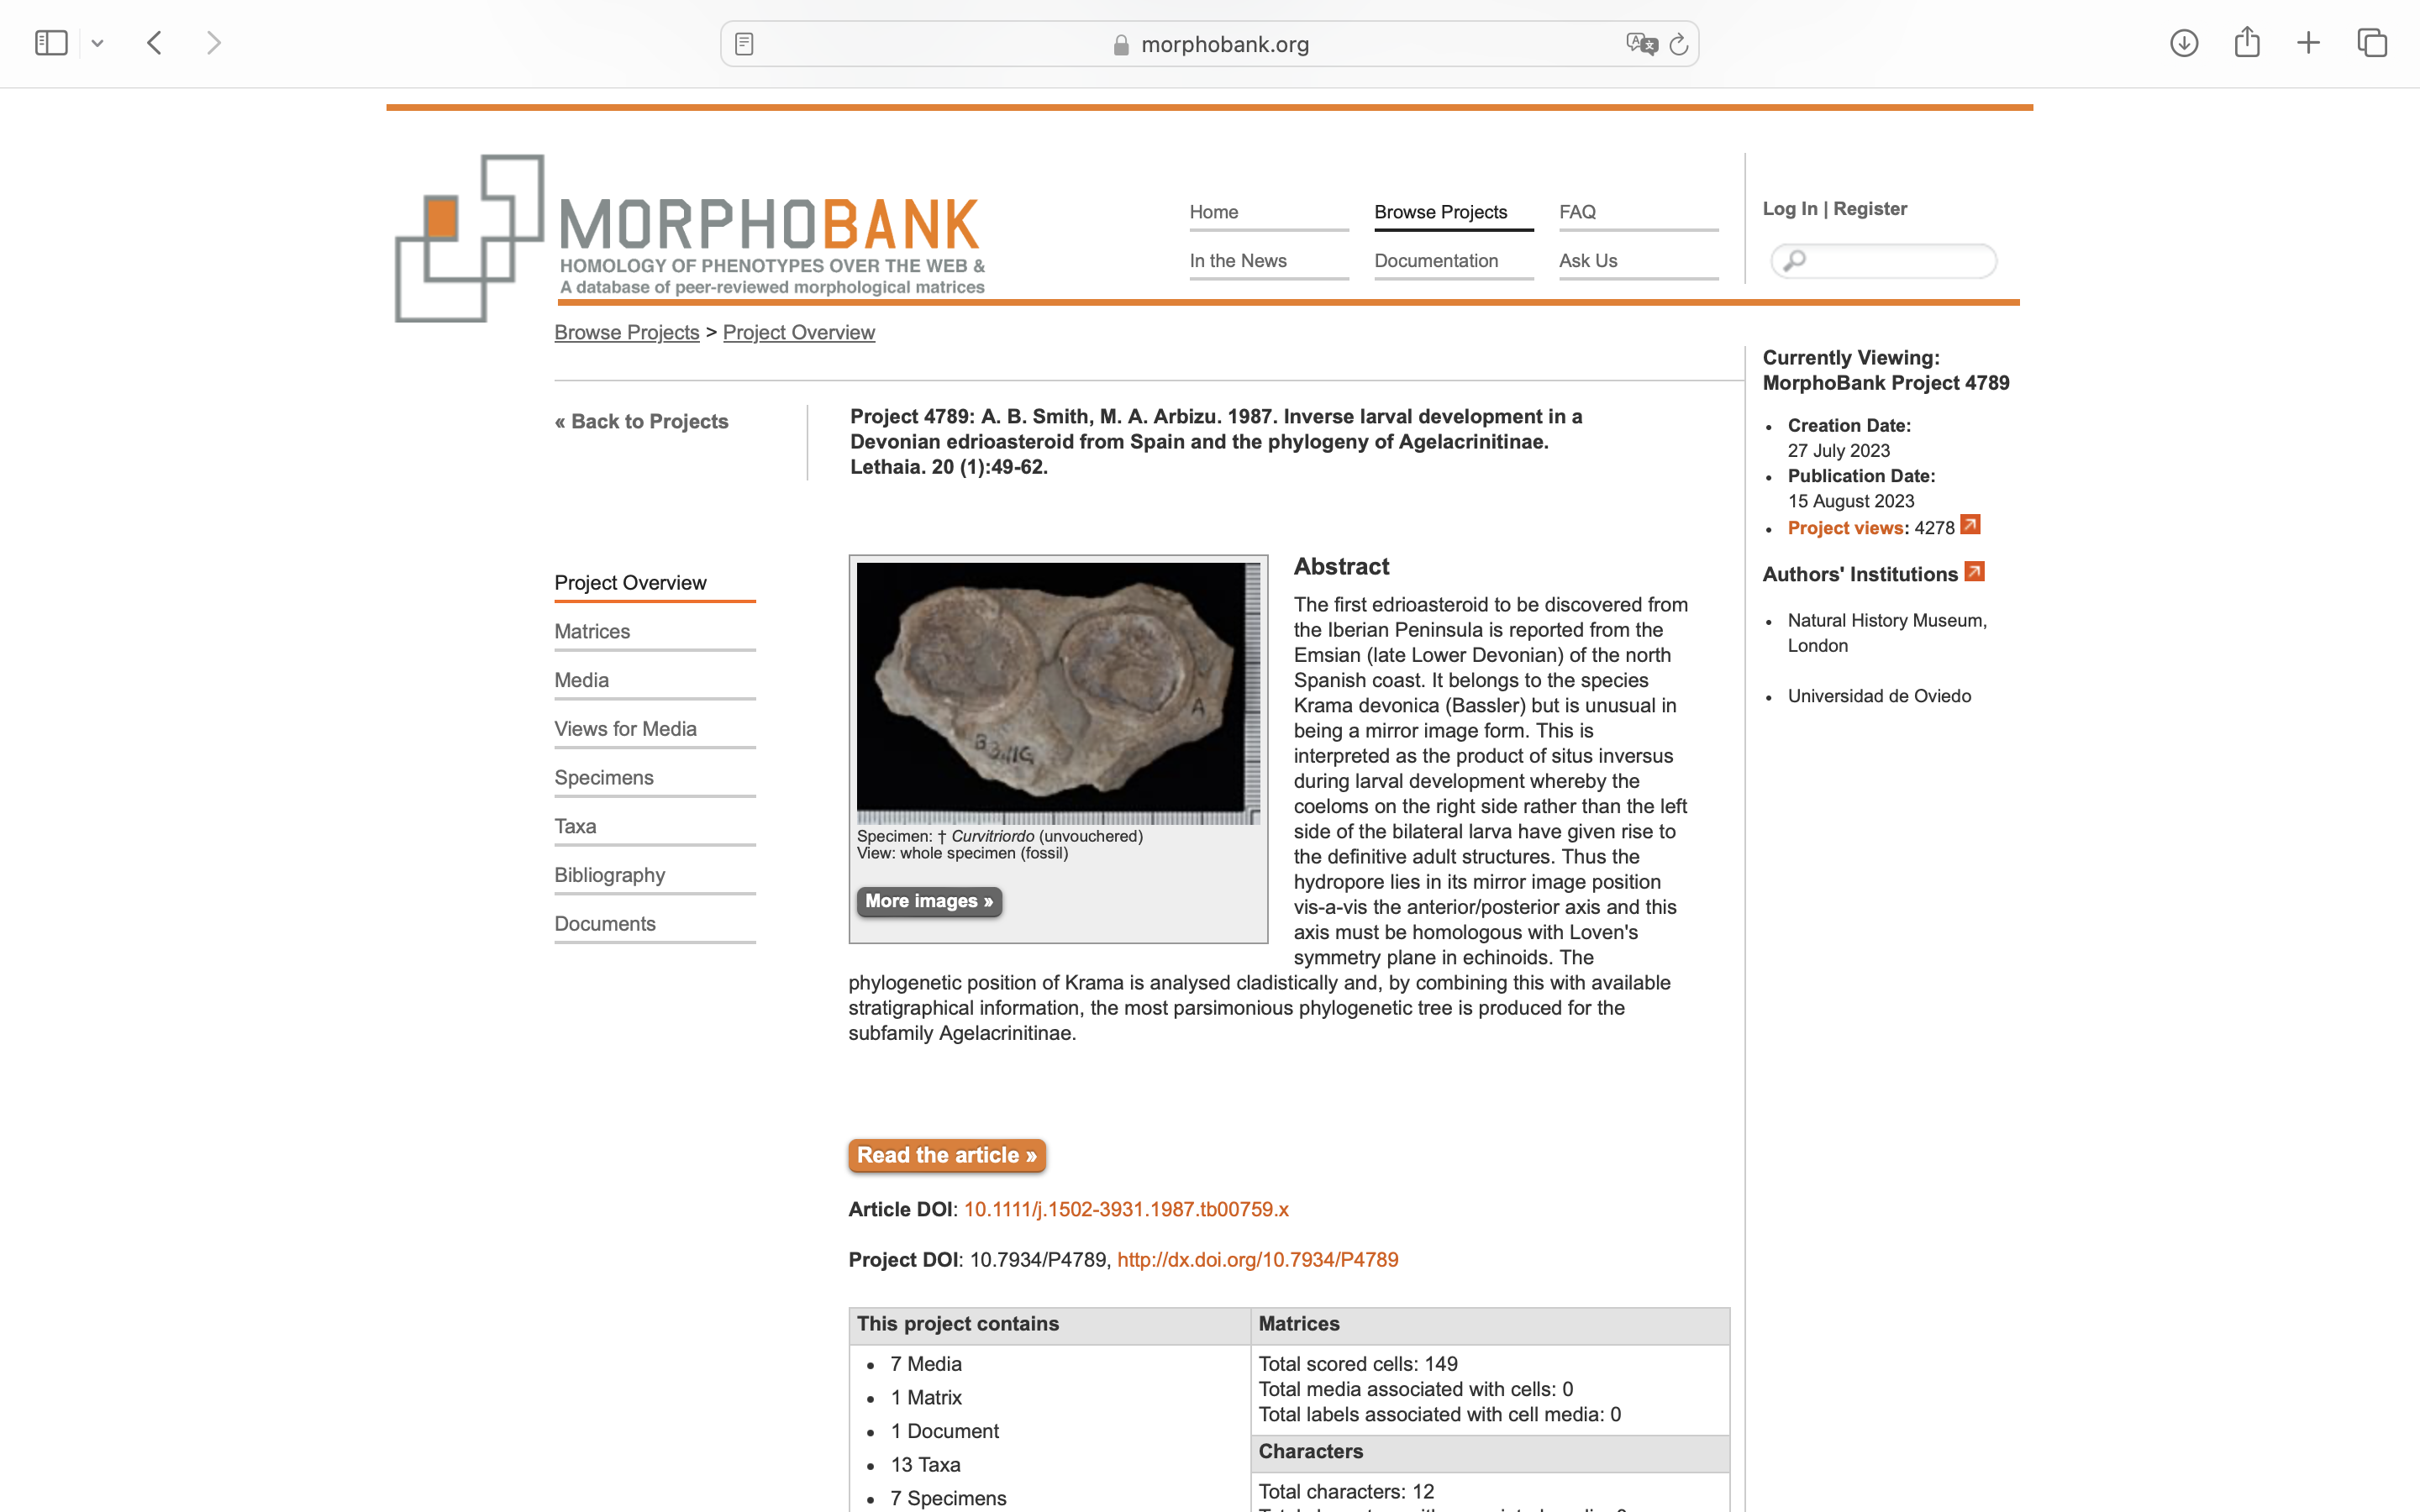 morphobank.org
MORPHOBANK
HOMOLOGY OF PHENOTYPES OVER THE WEB &
A database of peer-reviewed morphological matrices
Home
Browse Projects
FAQ
In the News
Documentation
Ask Us
Log In | Register
Browse Projects > Project Overview
« Back to Projects
Project 4789: A. B. Smith, M. A. Arbizu. 1987. Inverse larval development in a
Devonian edrioasteroid from Spain and the phylogeny of Agelacrinitinae.
Lethaia. 20 (1):49-62.
Currently Viewing:
MorphoBank Project 4789
• Creation Date:
27 July 2023
• Publication Date:
15 August 2023
• Project views: 4278
Authors' Institutions
• Natural History Museum,
London
• Universidad de Oviedo
Project Overview
Matrices
Media
Views for Media
Specimens
Taxa
Bibliography
Documents
A
Specimen: † Curvitriordo (unvouchered)
View: whole specimen (fossil)
More images »
Abstract
The first edrioasteroid to be discovered from
the Iberian Peninsula is reported from the
Emsian (late Lower Devonian) of the north
Spanish coast. It belongs to the species
Krama devonica (Bassler) but is unusual in
being a mirror image form. This is
interpreted as the product of situs inversus
during larval development whereby the
coeloms on the right side rather than the left
side of the bilateral larva have given rise to
the definitive adult structures. Thus the
hydropore lies in its mirror image position
vis-a-vis the anterior/posterior axis and this
axis must be homologous with Loven's
symmetry plane in echinoids. The
phylogenetic position of Krama is analysed cladistically and, by combining this with available
stratigraphical information, the most parsimonious phylogenetic tree is produced for the
subfamily Agelacrinitinae.
Read the article »
Article DOI: 10.1111/j.1502-3931.1987.tb00759.x
Project DOI: 10.7934/P4789, http://dx.doi.org/10.7934/P4789
This project contains
• 7 Media
• 1 Matrix
• 1 Document
• 13 Taxa
• 7 Specimens
Matrices
Total scored cells: 149
Total media associated with cells: 0
Total labels associated with cell media: 0
Characters
Total characters: 12